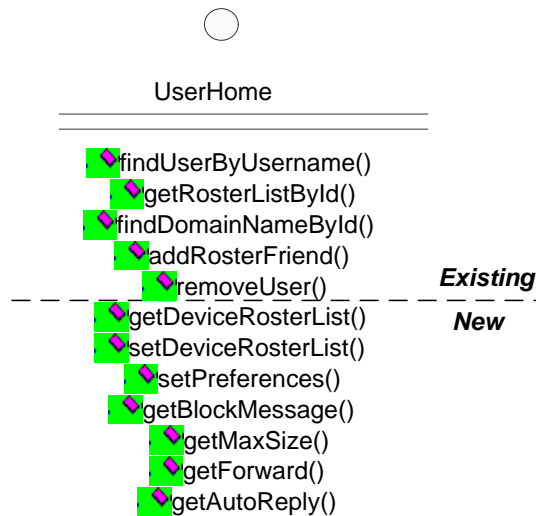 UserHome
findUserByUsername()
getRosterListById()
findDomainNameById()
addRosterFriend()
removeUser()
Existing
New
getDeviceRosterList()
setDeviceRosterList()
setPreferences()
getBlockMessage()
getMaxSize()
getForward()
getAutoReply()